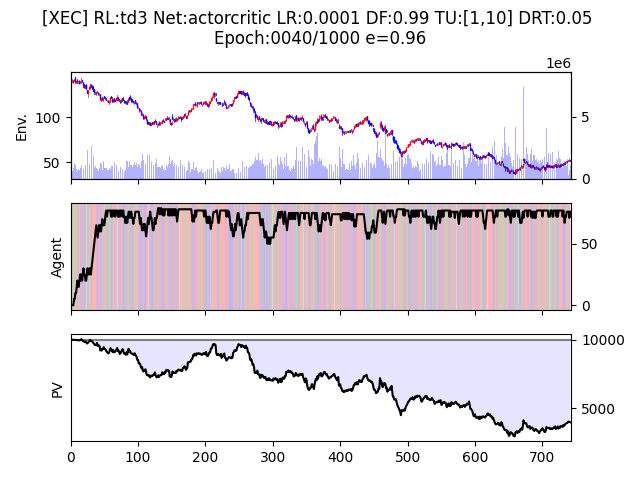 [XEC] RL:td3 Net:actorcritic LR:0.0001 DF:0.99 TU:[1,10] DRT:0.05
Epoch:0040/1000 e=0.96
1e6
Env.
100
50
5
0
Agent
50
0
PV
10000
5000
0 100 200 300 400 500 600 700